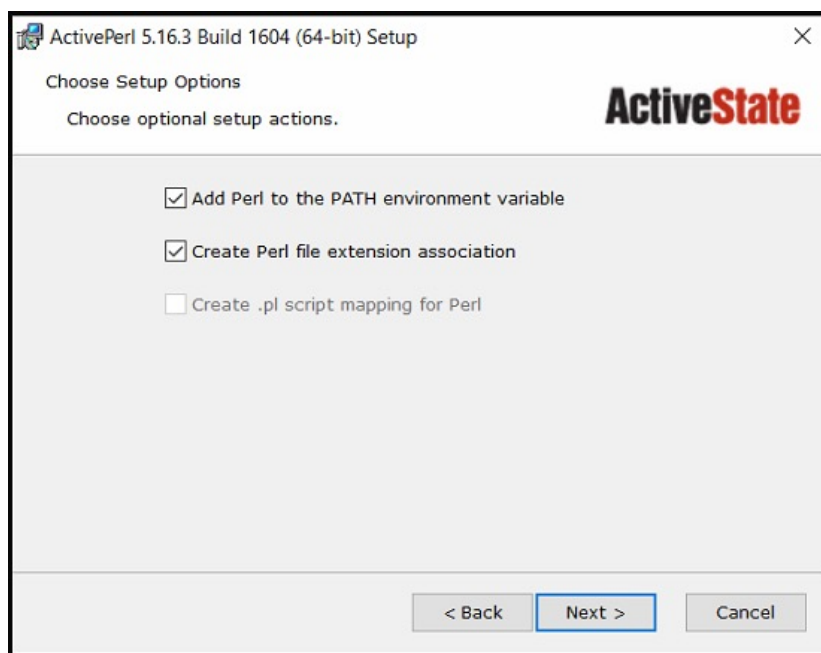 ActivePerl 5.16.3 Build 1604 (64-bit) Setup
Choose Setup Options
Choose optional setup actions.
ActiveState
Add Perl to the PATH environment variable
Create Perl file extension association
Create .pl script mapping for Perl
< Back
Next >
Cancel